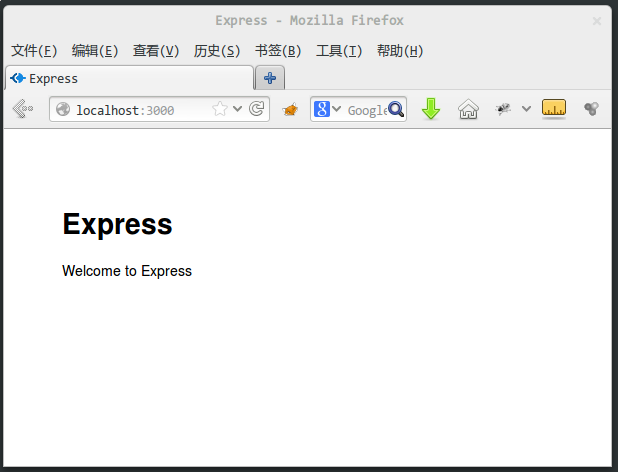 Express - Mozilla Firefox
文件(F) 编辑(E) 查看(V) 历史(S) 书签(B) 工具(T) 帮助(H)
Express
localhost:3000 Google
Express
Welcome to Express